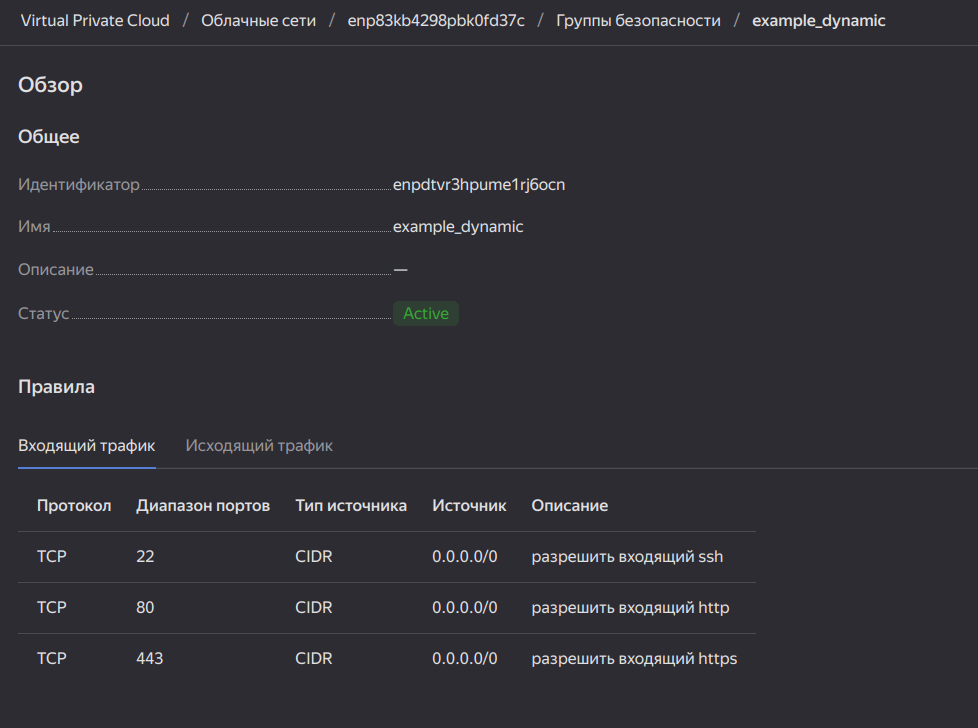 Virtual Private Cloud / Облачные сети / enp83kb4298pbk0fd37c / Группы безопасности / example_dynamic
Обзор
Общее
Идентификатор enpdtvr3hpume1rj6ocn
Имя example_dynamic
Описание —
Статус Active
Правила
Входящий трафик Исходящий трафик
Протокол Диапазон портов Тип источника Источник Описание
TCP 22 CIDR 0.0.0.0/0 разрешить входящий ssh
TCP 80 CIDR 0.0.0.0/0 разрешить входящий http
TCP 443 CIDR 0.0.0.0/0 разрешить входящий https